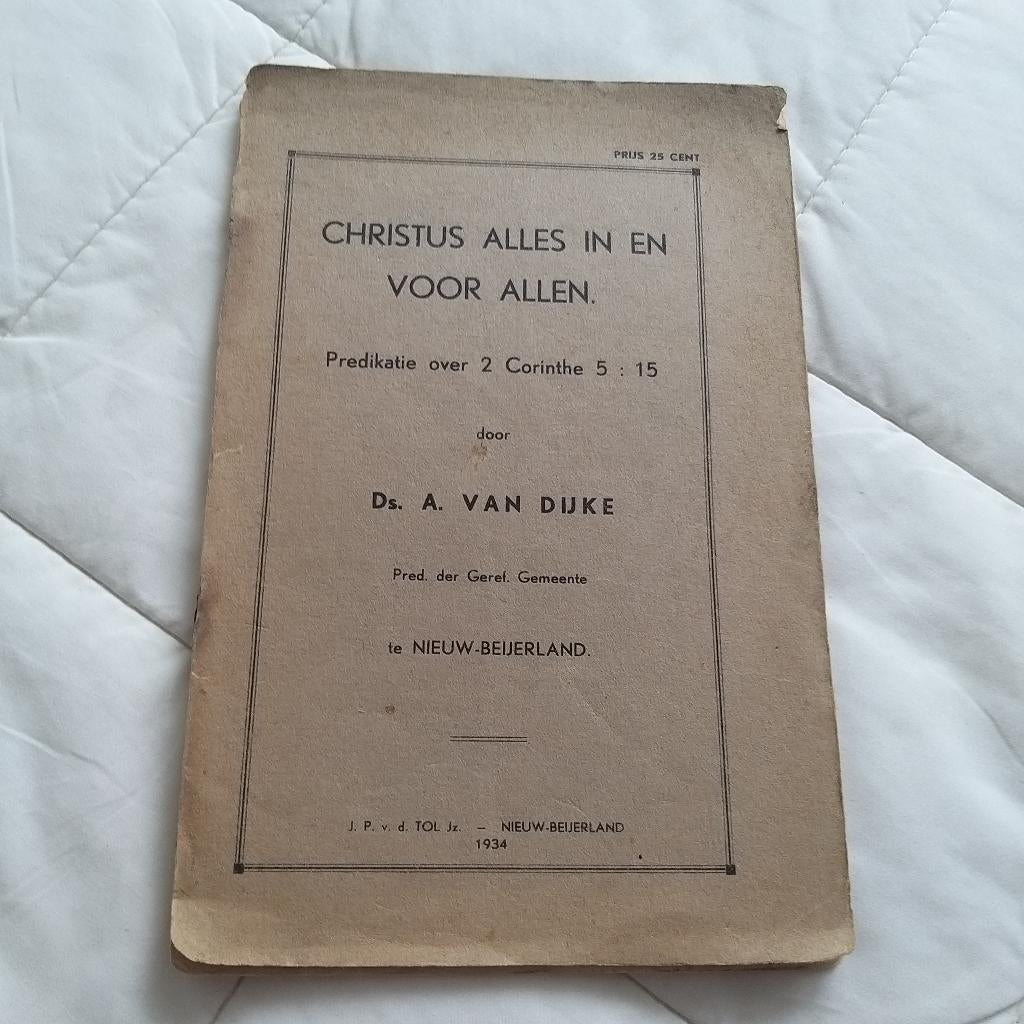 PRIJS 25 CENT
CHRISTUS ALLES IN EN
VOOR ALLEN.
Predikatie over 2 Corinthe 5 : 15
door
Ds. A. VAN DIJKE
Pred. der Geref. Gemeente
te NIEUW-BEIJERLAND.
J. P. v. d. TOL Jz. — NIEUW-BEIJERLAND
1934